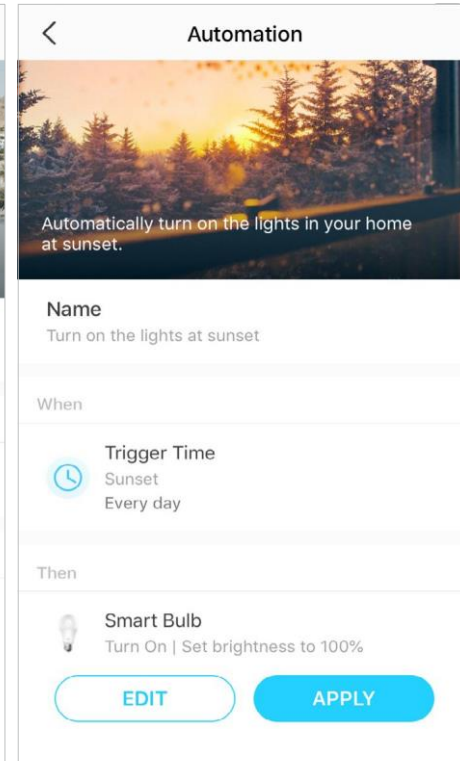 Automation
Automatically turn on the lights in your home
at sunset.
Name
Turn on the lights at sunset
When
Trigger Time
Sunset
Every day
Then
Smart Bulb
Turn On | Set brightness to 100%
EDIT
APPLY